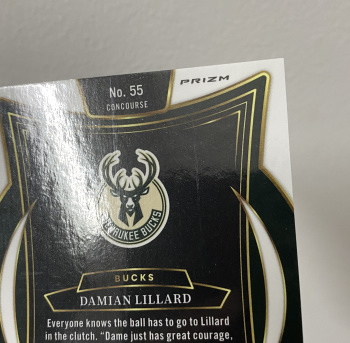 No. 55
PRIZM
CONCOURSE
MILWAUKEE BUCKS
BUCKS
DAMIAN LILLARD
Everyone knows the ball has to go to Lillard
in the clutch. "Dame just has great courage,